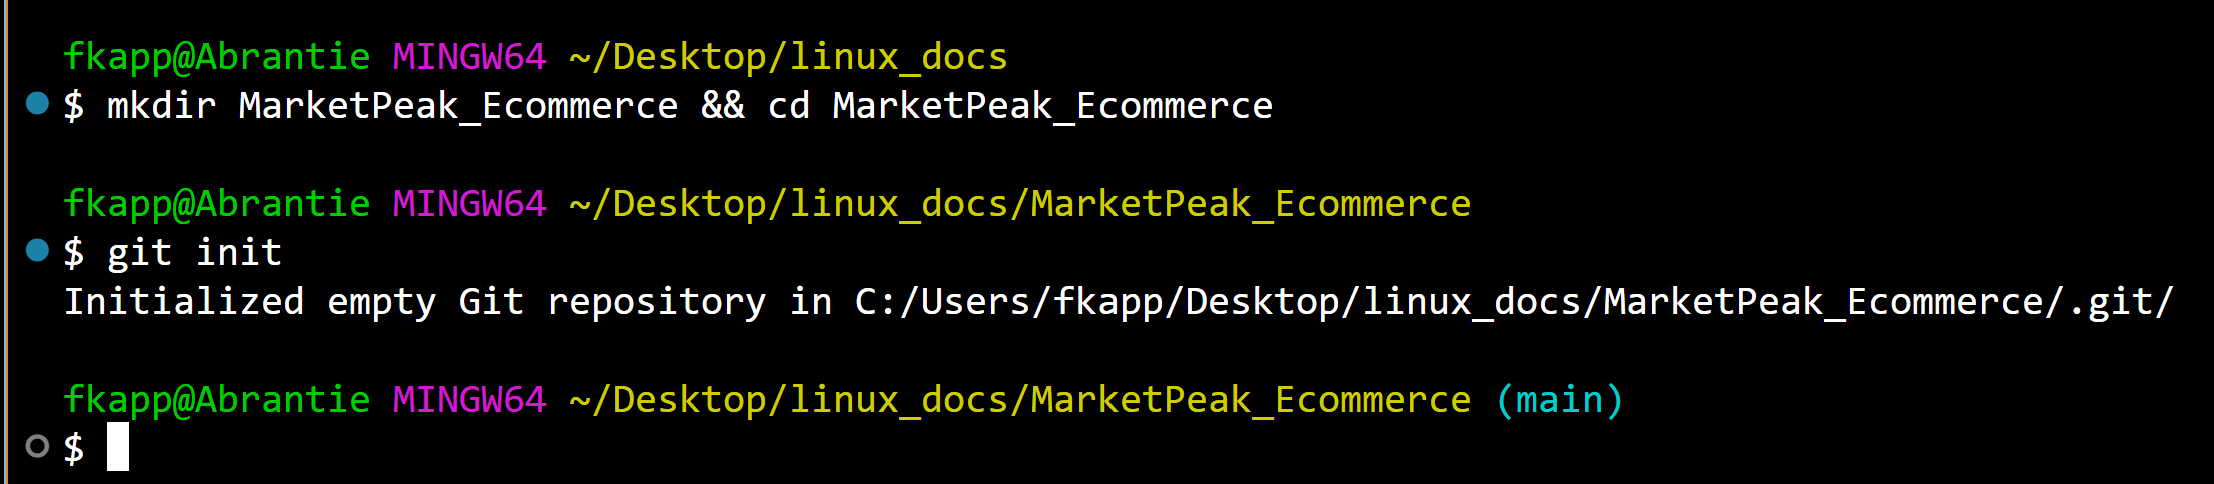 fkapp@Abrantie MINGW64 ~/Desktop/linux_docs
$ mkdir MarketPeak_Ecommerce && cd MarketPeak_Ecommerce
fkapp@Abrantie MINGW64 ~/Desktop/linux_docs/MarketPeak_Ecommerce
$ git init
Initialized empty Git repository in C:/Users/fkapp/Desktop/linux_docs/MarketPeak_Ecommerce/.git/
fkapp@Abrantie MINGW64 ~/Desktop/linux_docs/MarketPeak_Ecommerce (main)
$